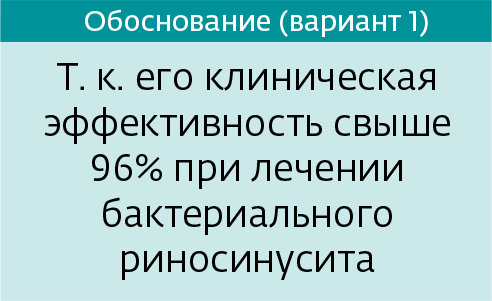 Обоснование (вариант 1)
Т. к. его клиническая
эффективность свыше
96% при лечении
бактериального
риносинусита